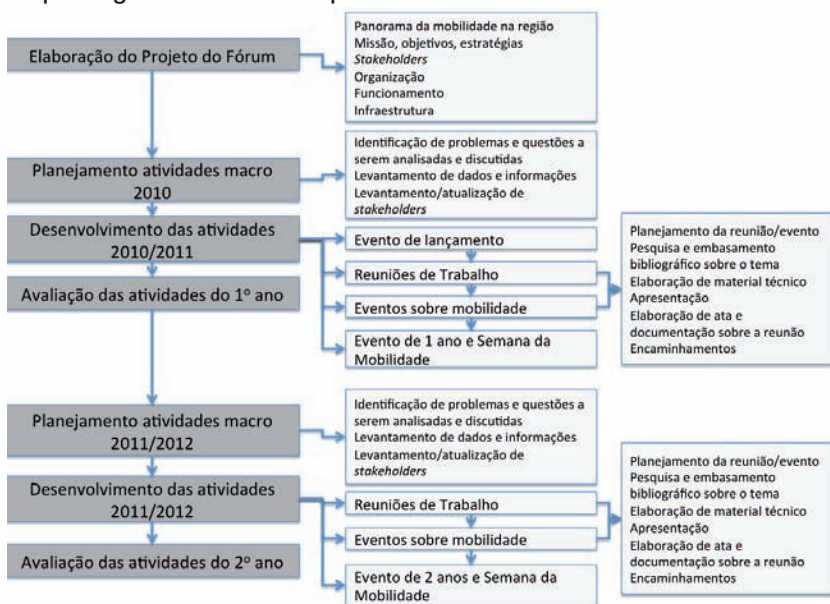 Elaboração do Projeto do Fórum
Panorama da mobilidade na região
Missão, objetivos, estratégias
Stakeholders
Organização
Funcionamento
Infraestrutura
Planejamento atividades macro
2010
Identificação de problemas e questões a
serem analisadas e discutidas
Levantamento de dados e informações
Levantamento/atualização de
stakeholders
Desenvolvimento das atividades
2010/2011
Evento de lançamento
Reuniões de Trabalho
Eventos sobre mobilidade
Evento de 1 ano e Semana da
Mobilidade
Planejamento da reunião/evento
Pesquisa e embasamento
bibliográfico sobre o tema
Elaboração de material técnico
Apresentação
Elaboração de ata e
documentação sobre a reunão
Encaminhamentos
Avaliação das atividades do 1º ano
Planejamento atividades macro
2011/2012
Identificação de problemas e questões a
serem analisadas e discutidas
Levantamento de dados e informações
Levantamento/atualização de
stakeholders
Desenvolvimento das atividades
2011/2012
Reuniões de Trabalho
Eventos sobre mobilidade
Evento de 2 anos e Semana da
Mobilidade
Planejamento da reunião/evento
Pesquisa e embasamento
bibliográfico sobre o tema
Elaboração de material técnico
Apresentação
Elaboração de ata e
documentação sobre a reunão
Encaminhamentos
Avaliação das atividades do 2º ano